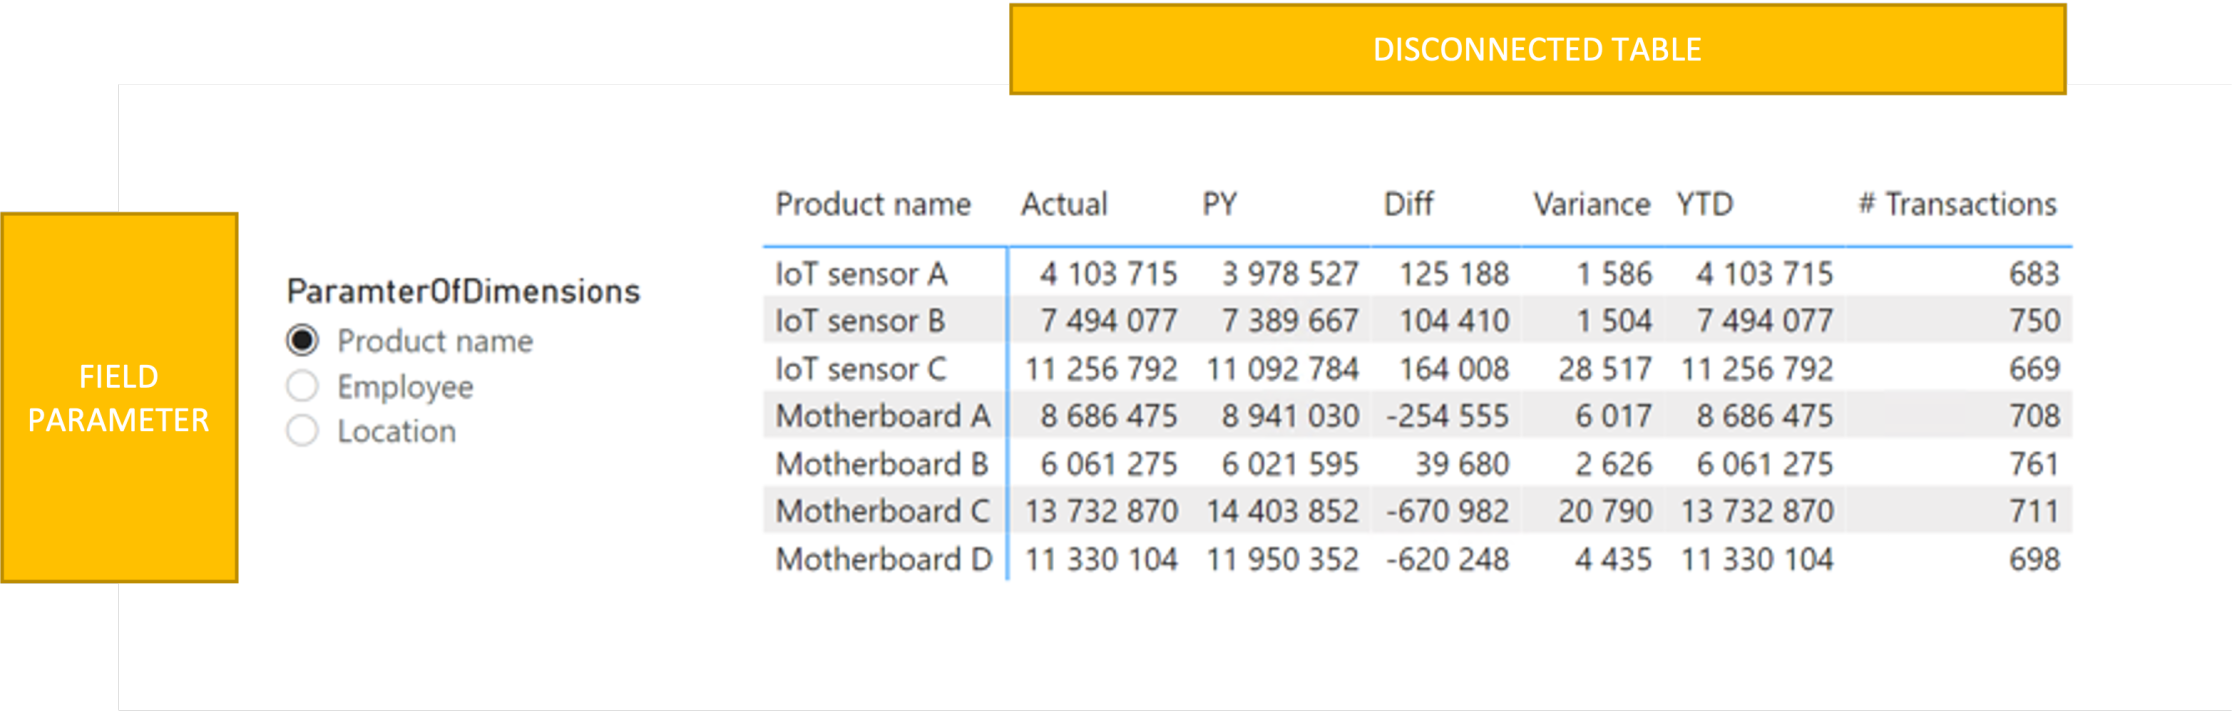 DISCONNECTED TABLE
FIELD
PARAMETER
ParamterOfDimensions
Product name
Employee
Location
Product name Actual PY Diff Variance YTD # Transactions
IoT sensor A 4 103 715 3 978 527 125 188 1 586 4 103 715 683
IoT sensor B 7 494 077 7 389 667 104 410 1 504 7 494 077 750
IoT sensor C 11 256 792 11 092 784 164 008 28 517 11 256 792 669
Motherboard A 8 686 475 8 941 030 -254 555 6 017 8 686 475 708
Motherboard B 6 061 275 6 021 595 39 680 2 626 6 061 275 761
Motherboard C 13 732 870 14 403 852 -670 982 20 790 13 732 870 711
Motherboard D 11 330 104 11 950 352 -620 248 4 435 11 330 104 698